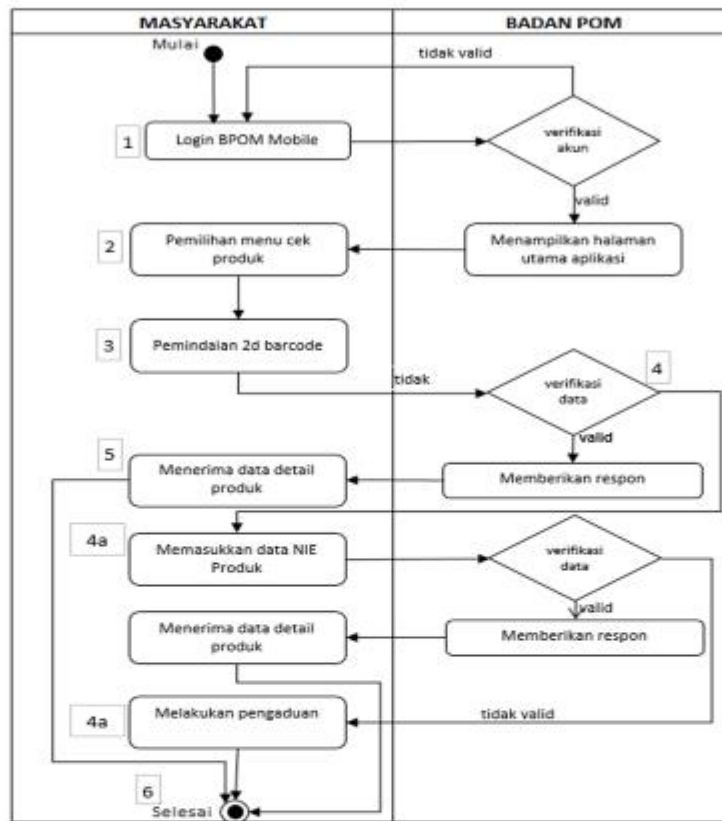 MASYARAKAT
BADAN POM
Mulai
tidak valid
1
Login BPOM Mobile
verifikasi
akun
valid
2
Pemilihan menu cek
produk
Menampilkan halaman
utama aplikasi
3
Pemindaian 2d barcode
tidak
verifikasi
data
4
valid
5
Menerima data detail
produk
Memberikan respon
4a
Memasukkan data NIE
Produk
verifikasi
data
valid
Menerima data detail
produk
Memberikan respon
4a
Melakukan pengaduan
tidak valid
6
Selesai